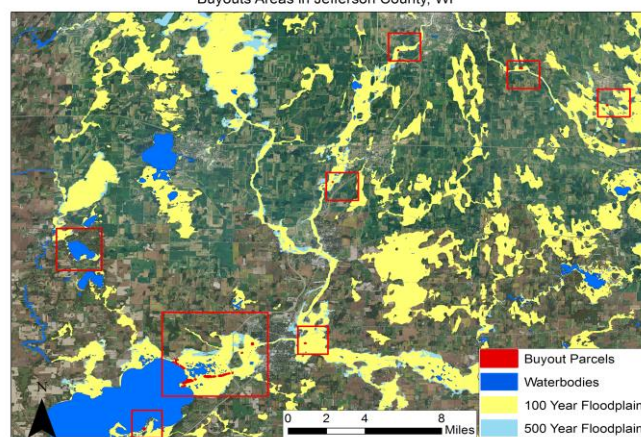 Buyouts Areas in Jefferson County, WI
N
Buyout Parcels
Waterbodies
100 Year Floodplain
500 Year Floodplain
0 2 4 8
Miles